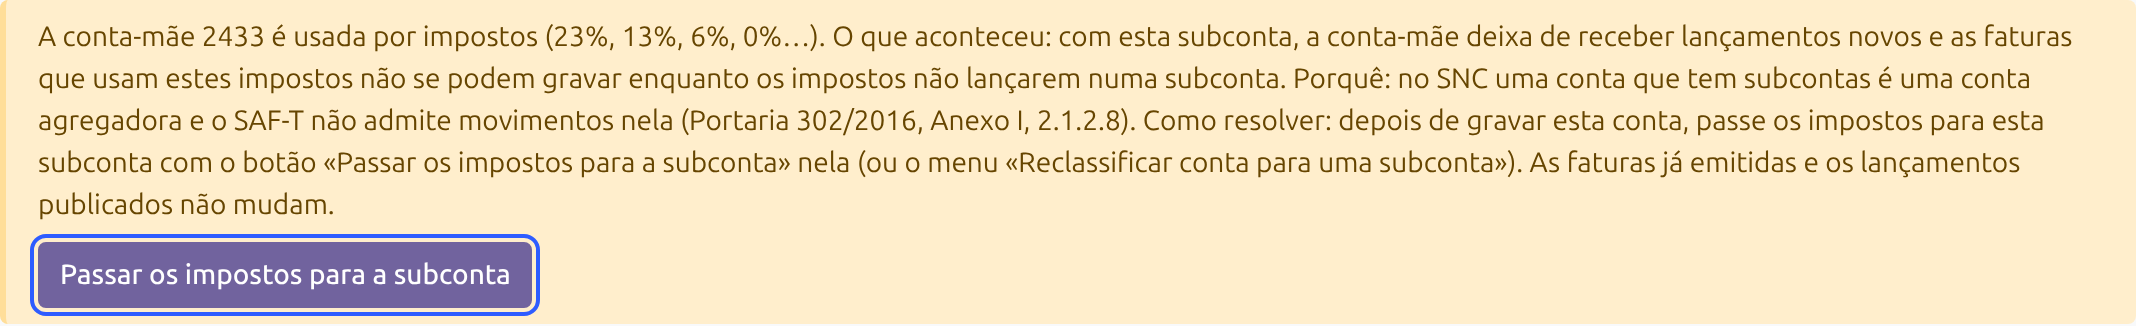 A conta-mãe 2433 é usada por impostos (23%, 13%, 6%, 0%…). O que aconteceu: com esta subconta, a conta-mãe deixa de receber lançamentos novos e as faturas
que usam estes impostos não se podem gravar enquanto os impostos não lançarem numa subconta. Porquê: no SNC uma conta que tem subcontas é uma conta
agregadora e o SAF-T não admite movimentos nela (Portaria 302/2016, Anexo I, 2.1.2.8). Como resolver: depois de gravar esta conta, passe os impostos para esta
subconta com o botão «Passar os impostos para a subconta» nela (ou o menu «Reclassificar conta para uma subconta»). As faturas já emitidas e os lançamentos
publicados não mudam.
Passar os impostos para a subconta